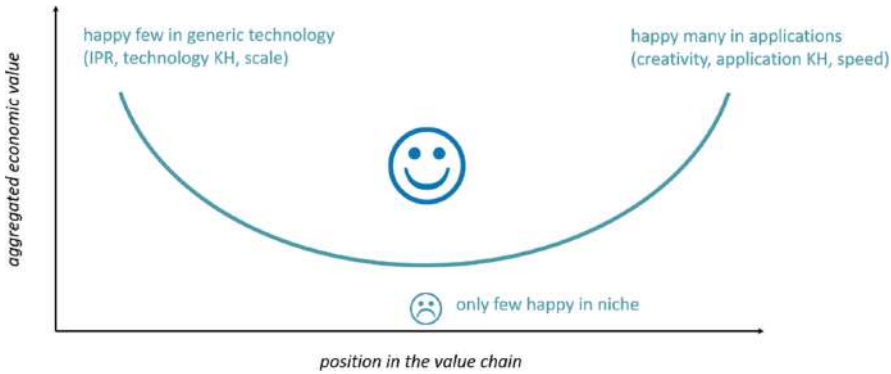 happy few in generic technology
(IPR, technology KH, scale)
happy many in applications
(creativity, application KH, speed)
aggregated economic value
only few happy in niche
position in the value chain